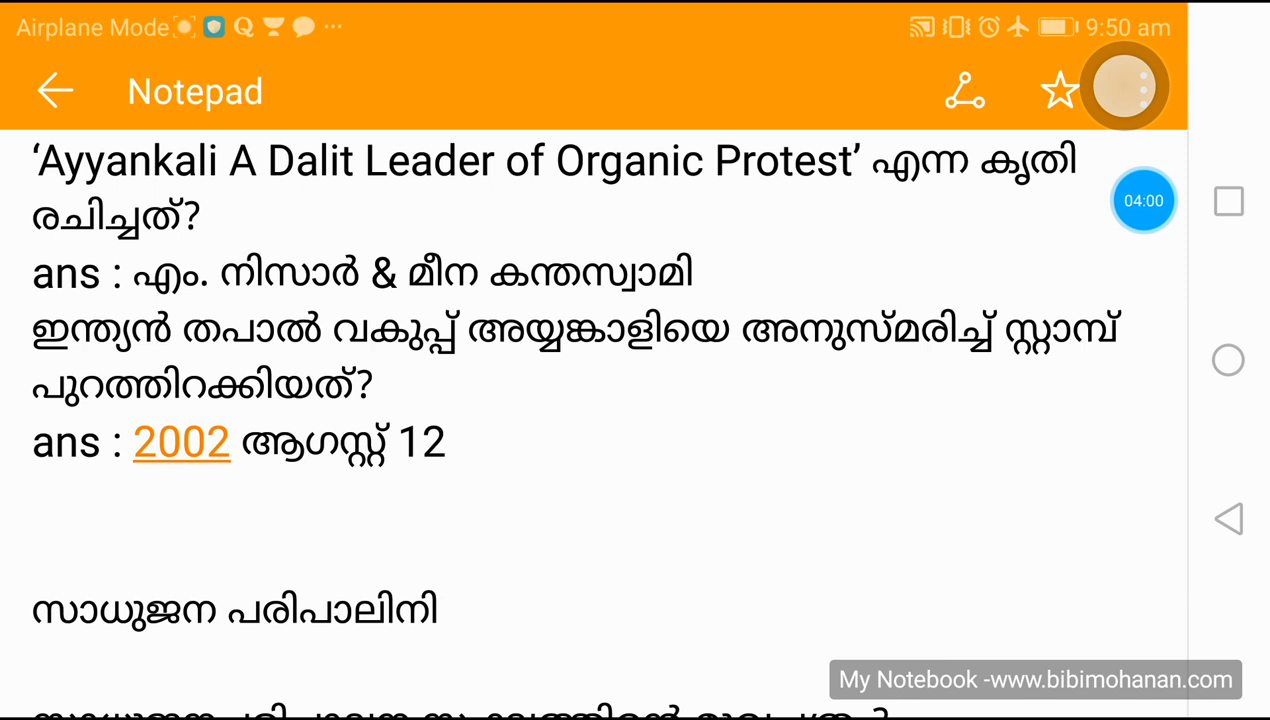 Airplane Mode 9:50 am
Notepad
‘Ayyankali A Dalit Leader of Organic Protest’ എന്ന കൃതി
04:00
രചിച്ചത്?
ans : എം. നിസാർ & മീന കന്തസ്വാമി
ഇന്ത്യൻ തപാൽ വകുപ്പ് അയ്യങ്കാളിയെ അനുസ്മരിച്ച് സ്റ്റാമ്പ്
പുറത്തിറക്കിയത്?
ans : 2002 ആഗസ്റ്റ് 12
സാധുജന പരിപാലിനി
My Notebook -www.bibimohanan.com